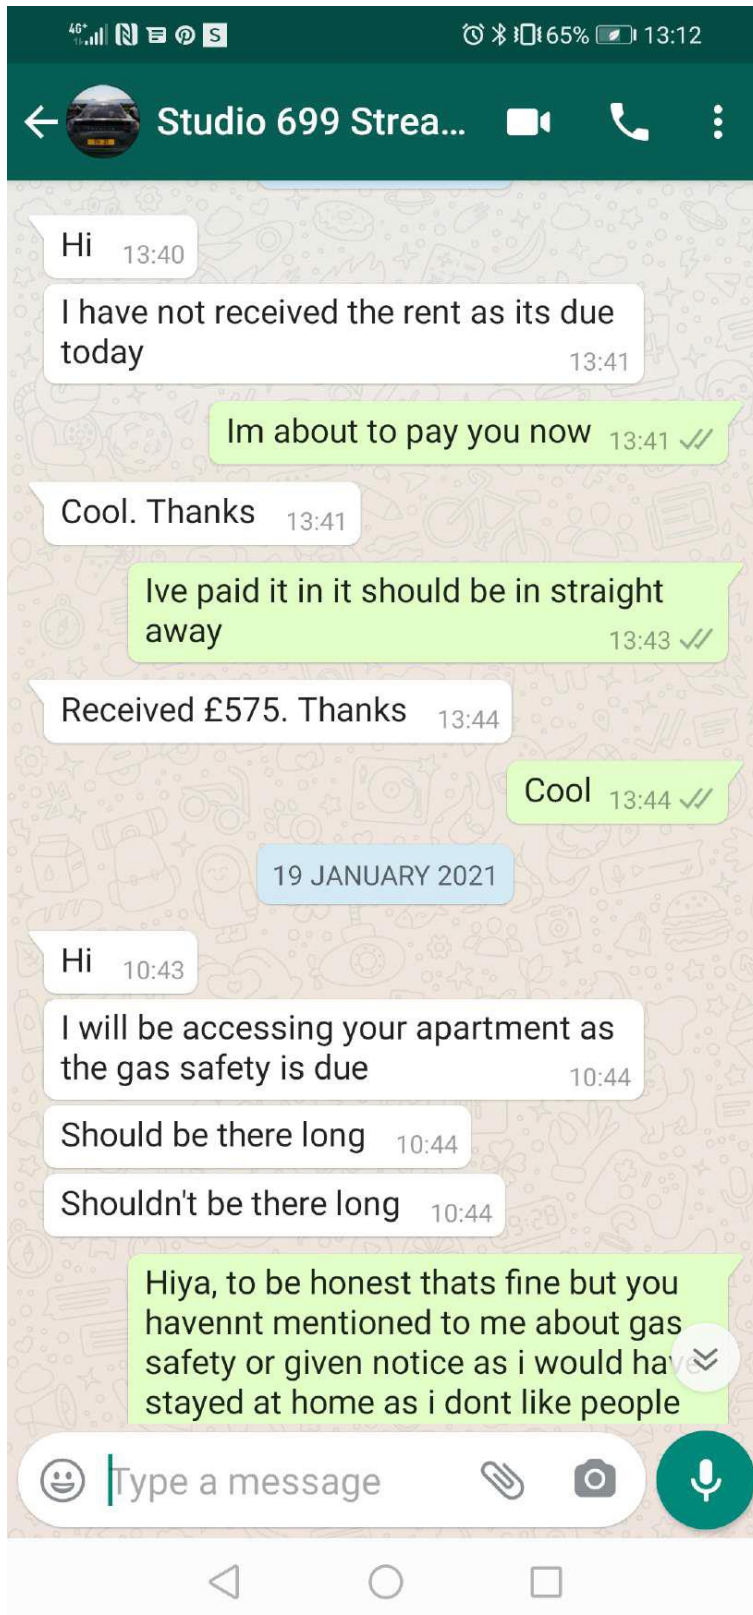 4G+
65% 13:12
Studio 699 Strea...
Hi 13:40
I have not received the rent as its due
today 13:41
Im about to pay you now 13:41
Cool. Thanks 13:41
Ive paid it in it should be in straight
away 13:43
Received £575. Thanks 13:44
Cool 13:44
19 JANUARY 2021
Hi 10:43
I will be accessing your apartment as
the gas safety is due 10:44
Should be there long 10:44
Shouldn't be there long 10:44
Hiya, to be honest thats fine but you
havennt mentioned to me about gas
safety or given notice as i would have
stayed at home as i dont like people
Type a message